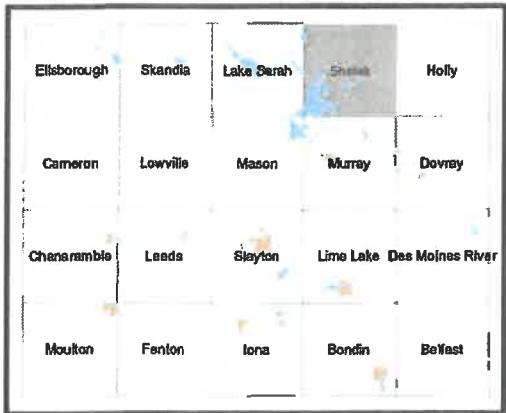 Ellsborough Skandia Lake Sarah Shetek Holly
Cameron Lowville Mason Murray Dovray
Chanarambie Leeds Slayton Lime Lake Des Moines River
Moulton Fenton Iona Bondin Belfast